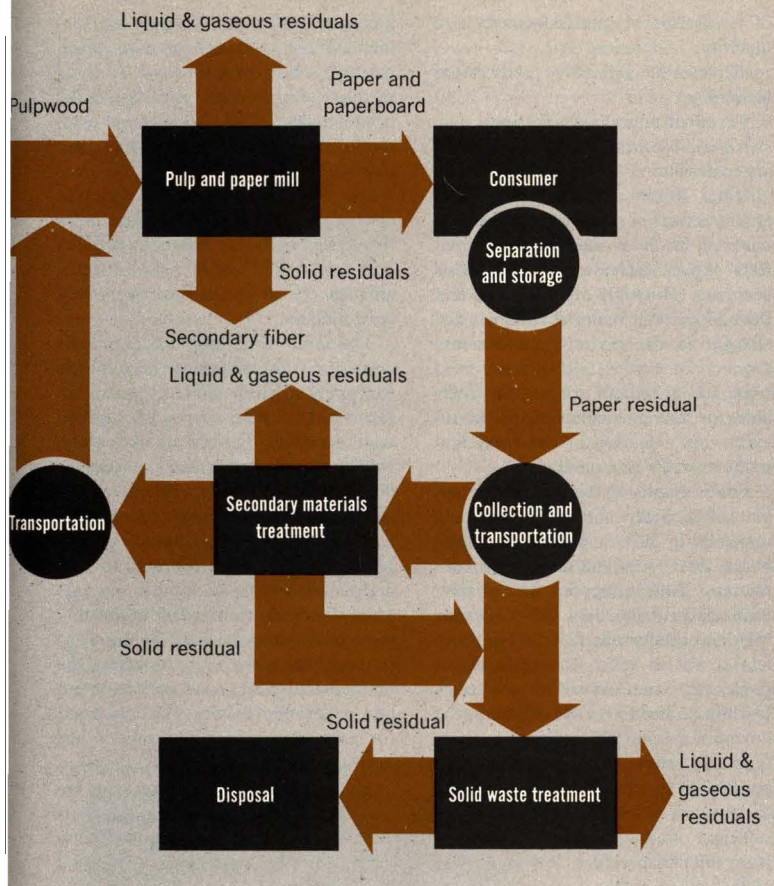 Liquid & gaseous residuals
Paper and
paperboard
Pulpwood
Pulp and paper mill
Consumer
Separation
and storage
Solid residuals
Secondary fiber
Liquid & gaseous residuals
Paper residual
Secondary materials
treatment
Collection and
transportation
Transportation
Solid residual
Solid residual
Disposal
Solid waste treatment
Liquid &
gaseous
residuals